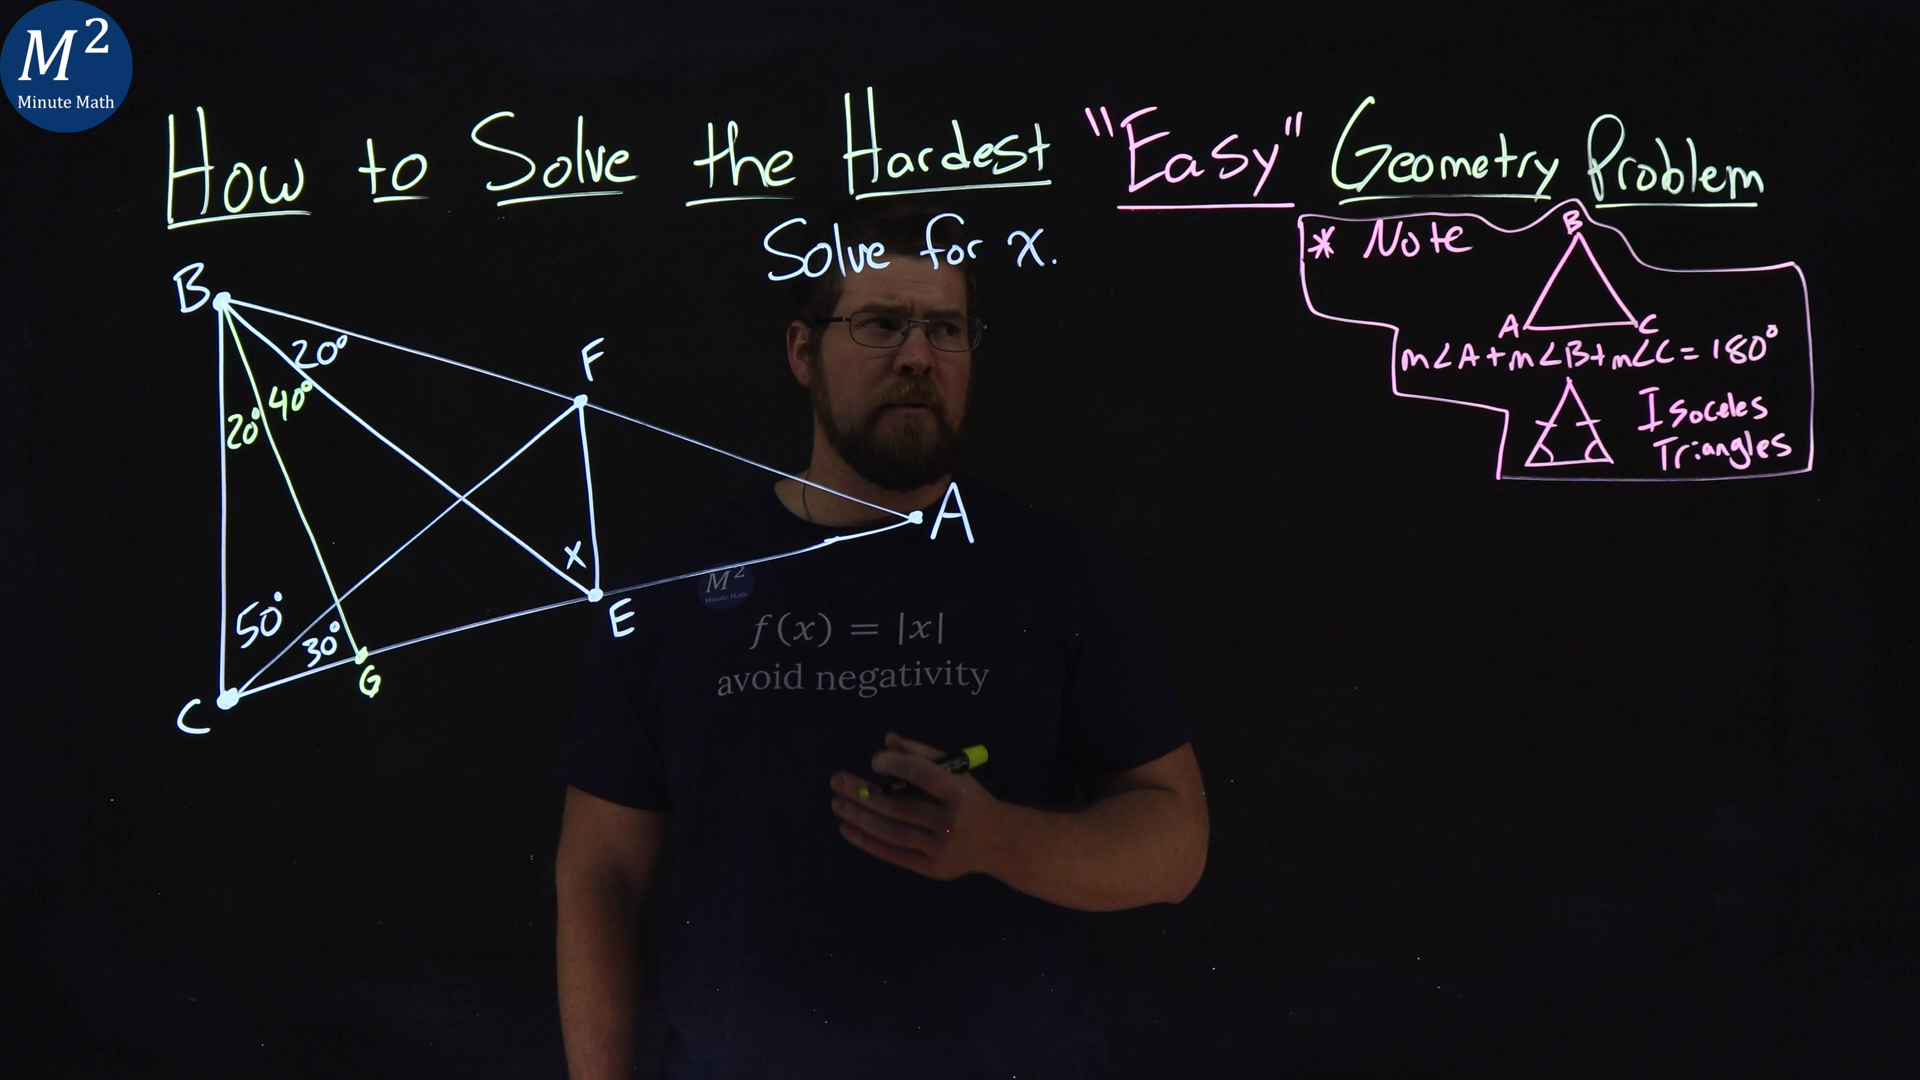 M²
Minute Math
How to Solve the Hardest "Easy" Geometry Problem
Solve for x.
* Note
B
A
C
m∠A+m∠B+m∠C=180°
Isoceles
Triangles
B
20°
40°
20°
F
A
X
E
50°
30°
G
C
M²
Minute Math
f(x) = |x|
avoid negativity